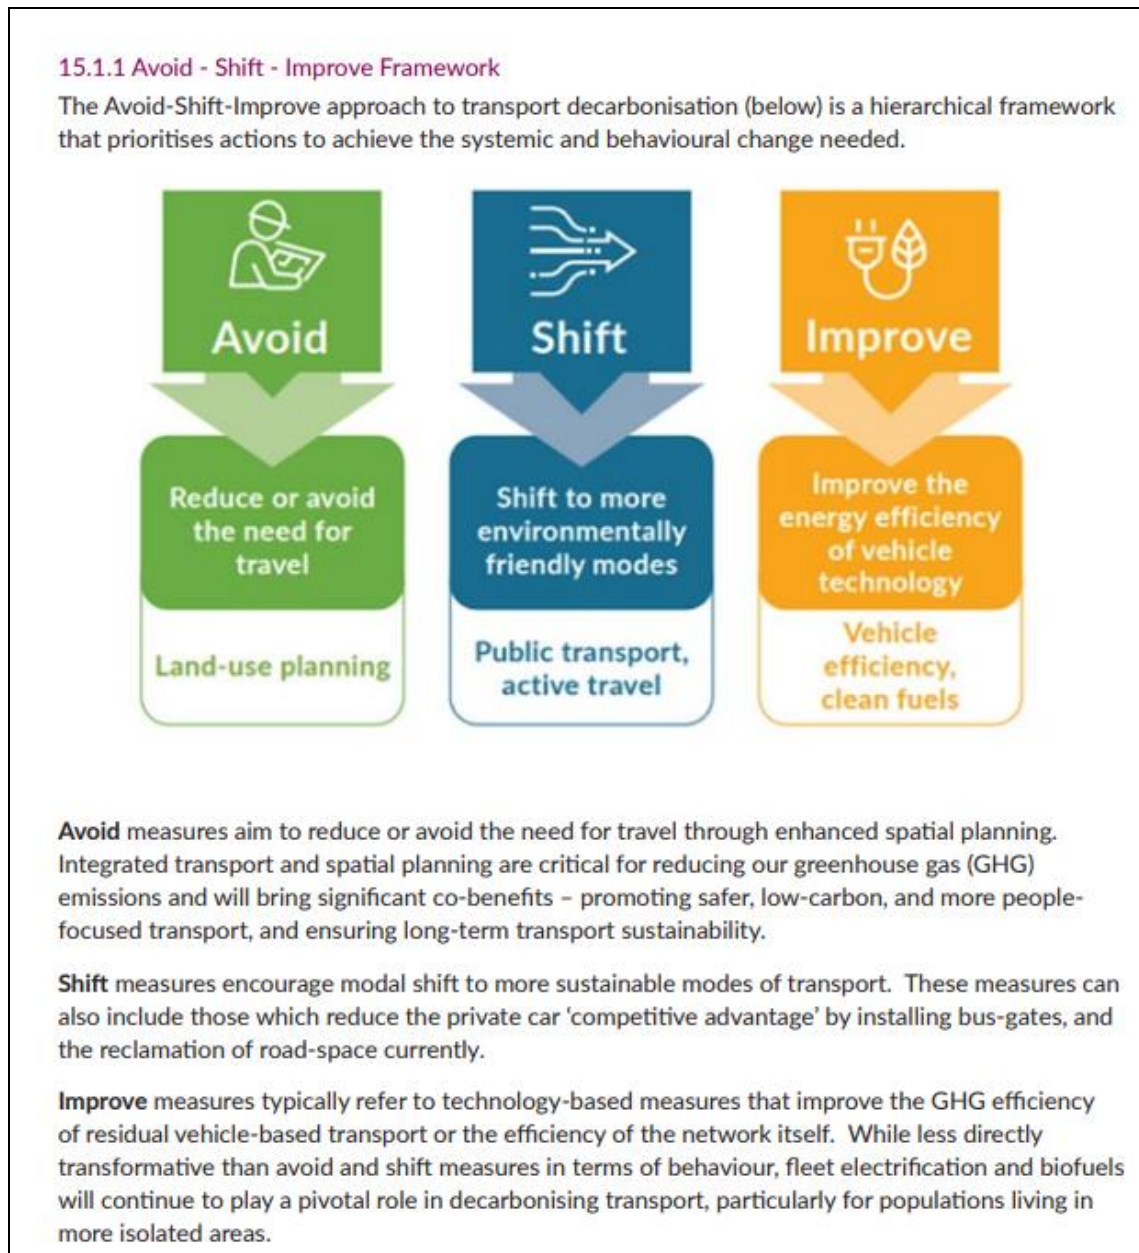 15.1.1 Avoid - Shift - Improve Framework
The Avoid-Shift-Improve approach to transport decarbonisation (below) is a hierarchical framework
that prioritises actions to achieve the systemic and behavioural change needed.
Avoid
Reduce or avoid
the need for
travel
Land-use planning
Shift
Shift to more
environmentally
friendly modes
Public transport,
active travel
Improve
Improve the
energy efficiency
of vehicle
technology
Vehicle
efficiency,
clean fuels
Avoid measures aim to reduce or avoid the need for travel through enhanced spatial planning.
Integrated transport and spatial planning are critical for reducing our greenhouse gas (GHG)
emissions and will bring significant co-benefits – promoting safer, low-carbon, and more people-
focused transport, and ensuring long-term transport sustainability.
Shift measures encourage modal shift to more sustainable modes of transport.  These measures can
also include those which reduce the private car ‘competitive advantage’ by installing bus-gates, and
the reclamation of road-space currently.
Improve measures typically refer to technology-based measures that improve the GHG efficiency
of residual vehicle-based transport or the efficiency of the network itself.  While less directly
transformative than avoid and shift measures in terms of behaviour, fleet electrification and biofuels
will continue to play a pivotal role in decarbonising transport, particularly for populations living in
more isolated areas.